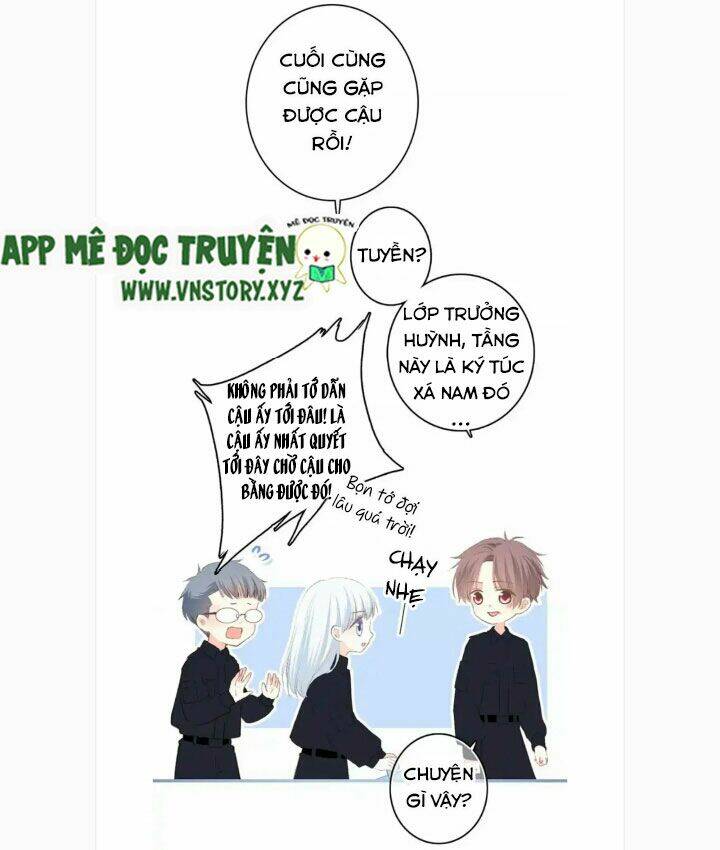 CUỐI CÙNG
CŨNG GẶP
ĐƯỢC CẬU
RỒI!
MÊ ĐỌC TRUYỆN
APP MÊ ĐỌC TRUYỆN
WWW.VNSTORY.XYZ
TUYỀN?
LỚP TRƯỞNG
HUỲNH, TẦNG
NÀY LÀ KÝ TÚC
XÁ NAM ĐÓ
...
KHÔNG PHẢI TỚ DẪN
CẬU ẤY TỚI ĐÂU! LÀ
CẬU ẤY NHẤT QUYẾT
TỚI ĐÂY CHỜ CẬU CHO
BẰNG ĐƯỢC ĐÓ!
Bọn tớ đợi
lâu quá trời!
CHẠY
NHẸ
CHUYỆN
GÌ VẬY?